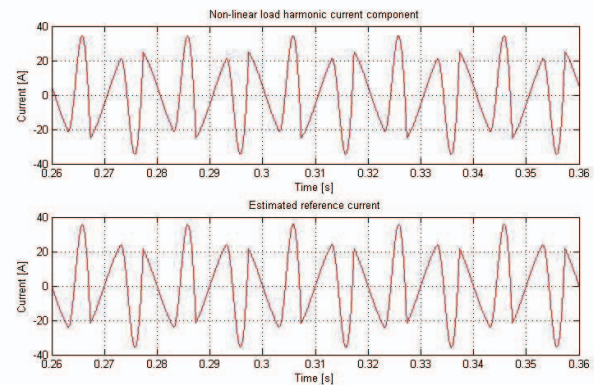 Non-linear load harmonic current component
40
20
0
-20
-40
Current [A]
0.26 0.27 0.28 0.29 0.3 0.31 0.32 0.33 0.34 0.35 0.36
Time [s]
Estimated reference current
40
20
0
-20
-40
Current [A]
0.26 0.27 0.28 0.29 0.3 0.31 0.32 0.33 0.34 0.35 0.36
Time [s]